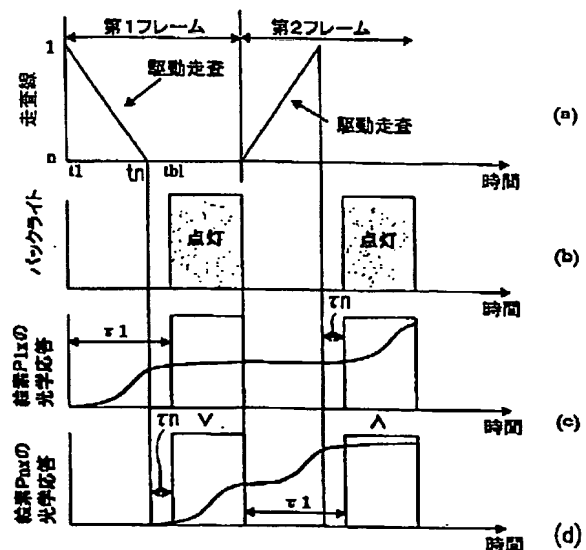 第1フレーム
第2フレーム
1
駆動走査
駆動走査
走査線
n
t1
tn
tbl
時間
(a)
バックライト
点灯
点灯
時間
(b)
τn
τ1
絵素P1xの
光学応答
時間
(c)
∨
∧
τn
絵素Pnxの
光学応答
τ1
時間
(d)